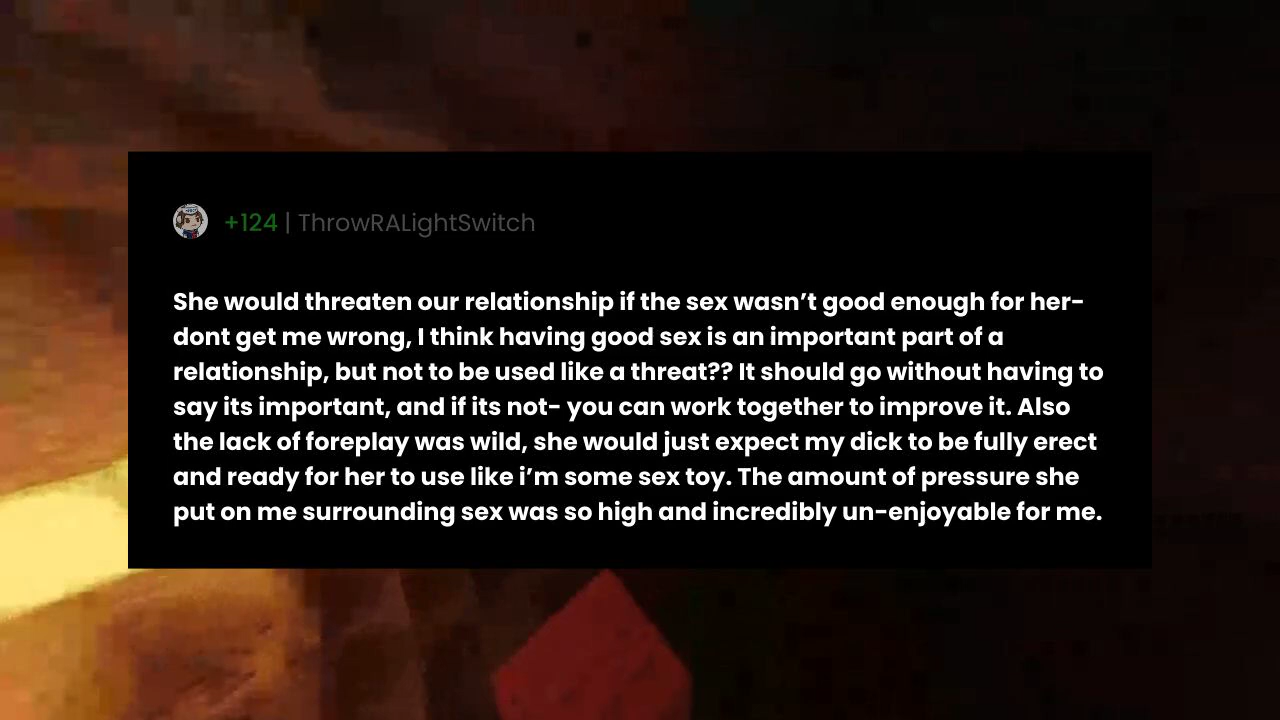 +124 | ThrowRALightSwitch
She would threaten our relationship if the sex wasn’t good enough for her-
dont get me wrong, I think having good sex is an important part of a
relationship, but not to be used like a threat?? It should go without having to
say its important, and if its not- you can work together to improve it. Also
the lack of foreplay was wild, she would just expect my dick to be fully erect
and ready for her to use like i’m some sex toy. The amount of pressure she
put on me surrounding sex was so high and incredibly un-enjoyable for me.